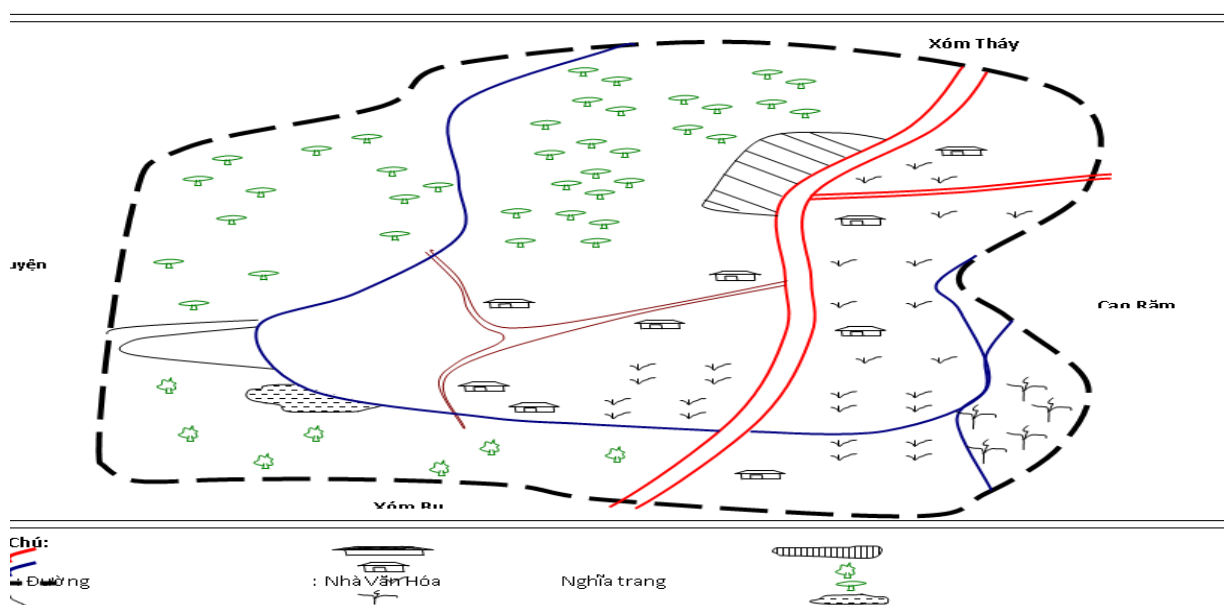 Xóm Tháy
uyện
Cao Răm
Xóm Bu
Chú:
: Đường
: Nhà Văn Hóa
Nghĩa trang